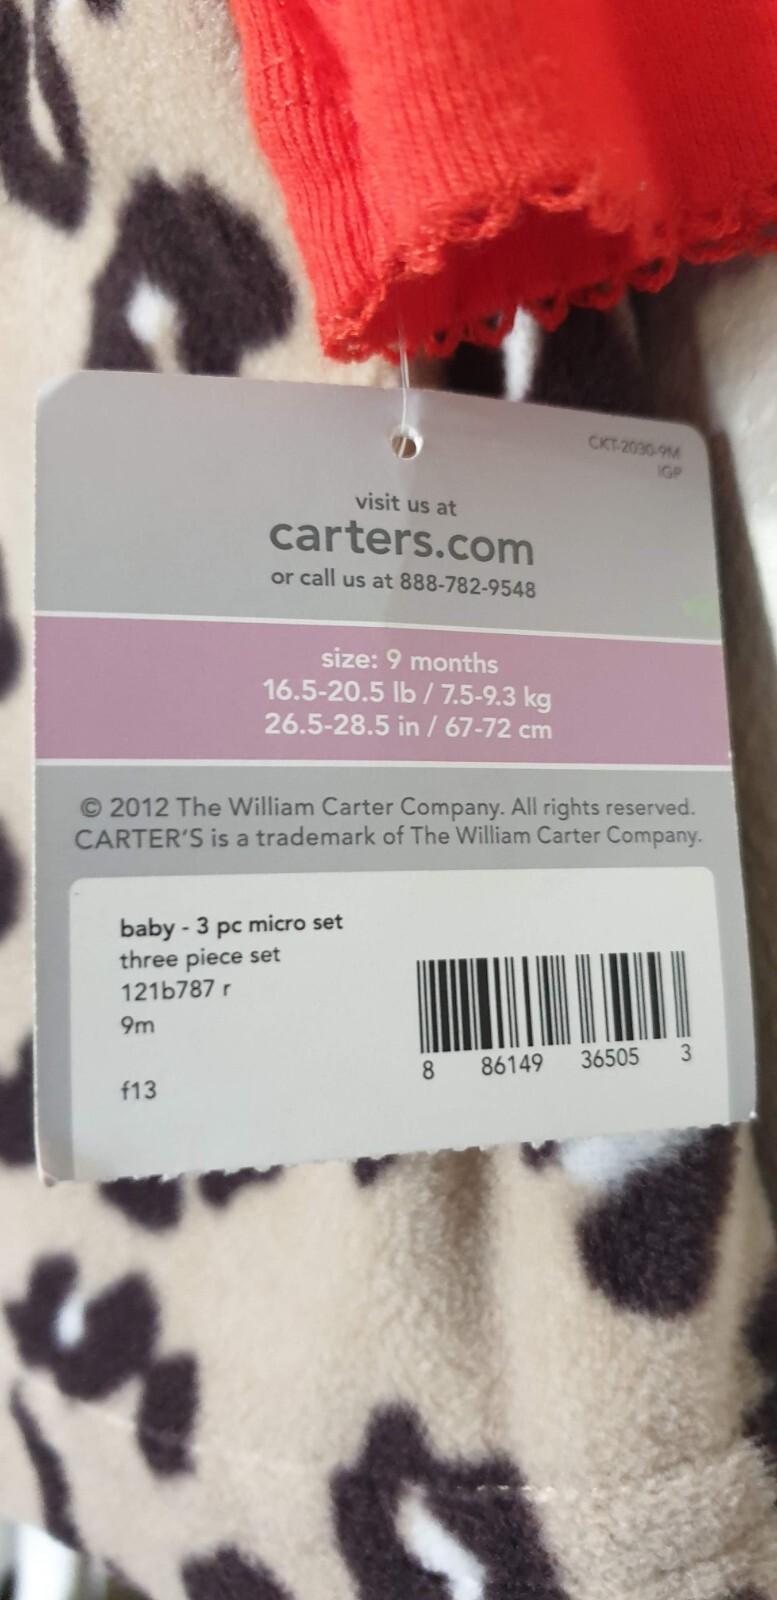 CKT-2030-9M
IGP
visit us at
carters.com
or call us at 888-782-9548
size: 9 months
16.5-20.5 lb / 7.5-9.3 kg
26.5-28.5 in / 67-72 cm
© 2012 The William Carter Company. All rights reserved.
CARTER'S is a trademark of The William Carter Company.
baby - 3 pc micro set
three piece set
121b787 r
9m
f13
8 86149 36505 3